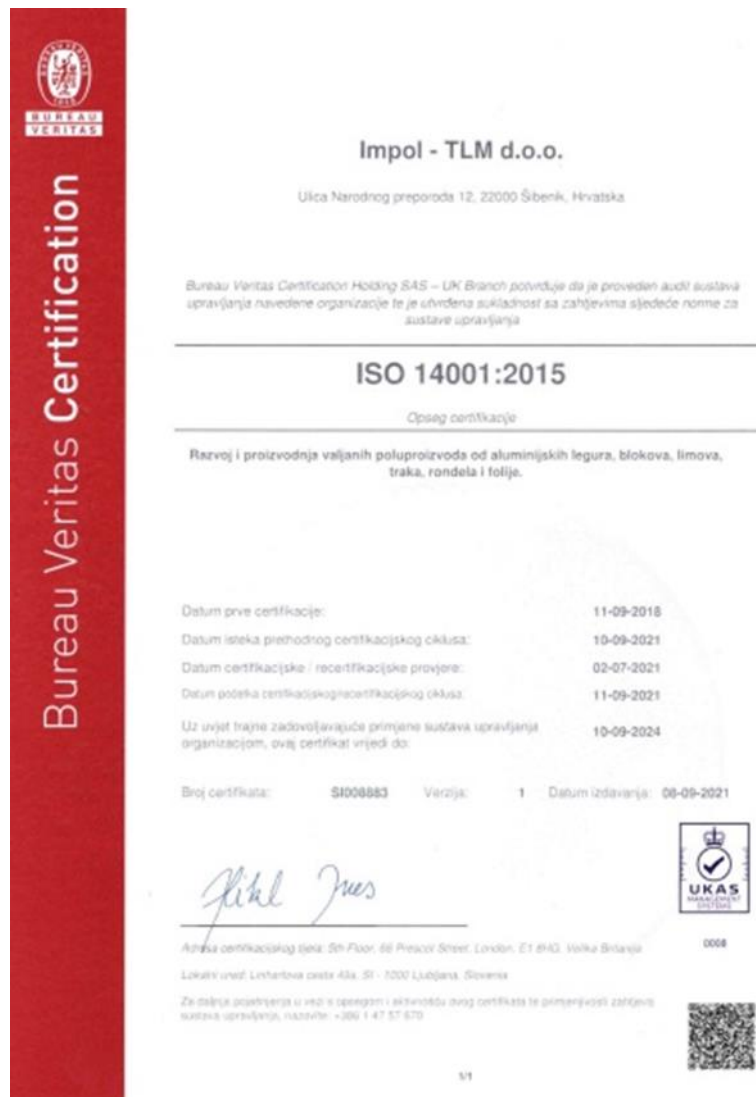 BUREAU
VERITAS
Bureau Veritas Certification
Impol - TLM d.o.o.
Ulica Narodnog preporoda 12, 22000 Šibenik, Hrvatska
Bureau Veritas Certification Holding SAS – UK Branch potvrđuje da je proveden audit sustava
upravljanja navedene organizacije te je utvrđena sukladnost sa zahtjevima sljedeće norme za
sustave upravljanja
ISO 14001:2015
Opseg certifikacije
Razvoj i proizvodnja valjanih poluproizvoda od aluminijskih legura, blokova, limova,
traka, rondela i folije.
Datum prve certifikacije: 11-09-2018
Datum isteka prethodnog certifikacijskog ciklusa: 10-09-2021
Datum certifikacijske / recertifikacijske provjere: 02-07-2021
Datum početka certifikacijskog/recertifikacijskog ciklusa: 11-09-2021
Uz uvjet trajne zadovoljavajuće primjene sustava upravljanja
organizacijom, ovaj certifikat vrijedi do: 10-09-2024
Broj certifikata: SI008883 Verzija: 1 Datum izdavanja: 08-09-2021
UKAS
MANAGEMENT
SYSTEMS
0008
Adresa certifikacijskog tijela: 5th Floor, 66 Prescot Street, London, E1 8HG, Velika Britanija
Lokalni ured: Linhartova cesta 49a, SI - 1000 Ljubljana, Slovenia
Za daljnja pojašnjenja u vezi s opsegom i aktivnošću ovog certifikata te primjenjivosti zahtjeva
sustava upravljanja, nazovite: +386 1 47 57 670
1/1